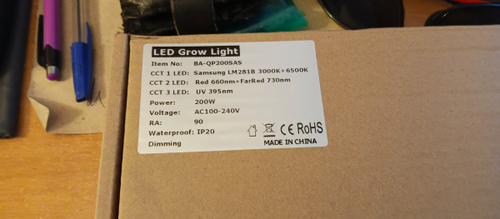 LED Grow Light
Item No: BA-QP200SAS
CCT 1 LED: Samsung LM281B 3000K+6500K
CCT 2 LED: Red 660nm+FarRed 730nm
CCT 3 LED: UV 395nm
Power: 200W
Voltage: AC100-240V
RA: 90
Waterproof: IP20
Dimming
CE RoHS
MADE IN CHINA